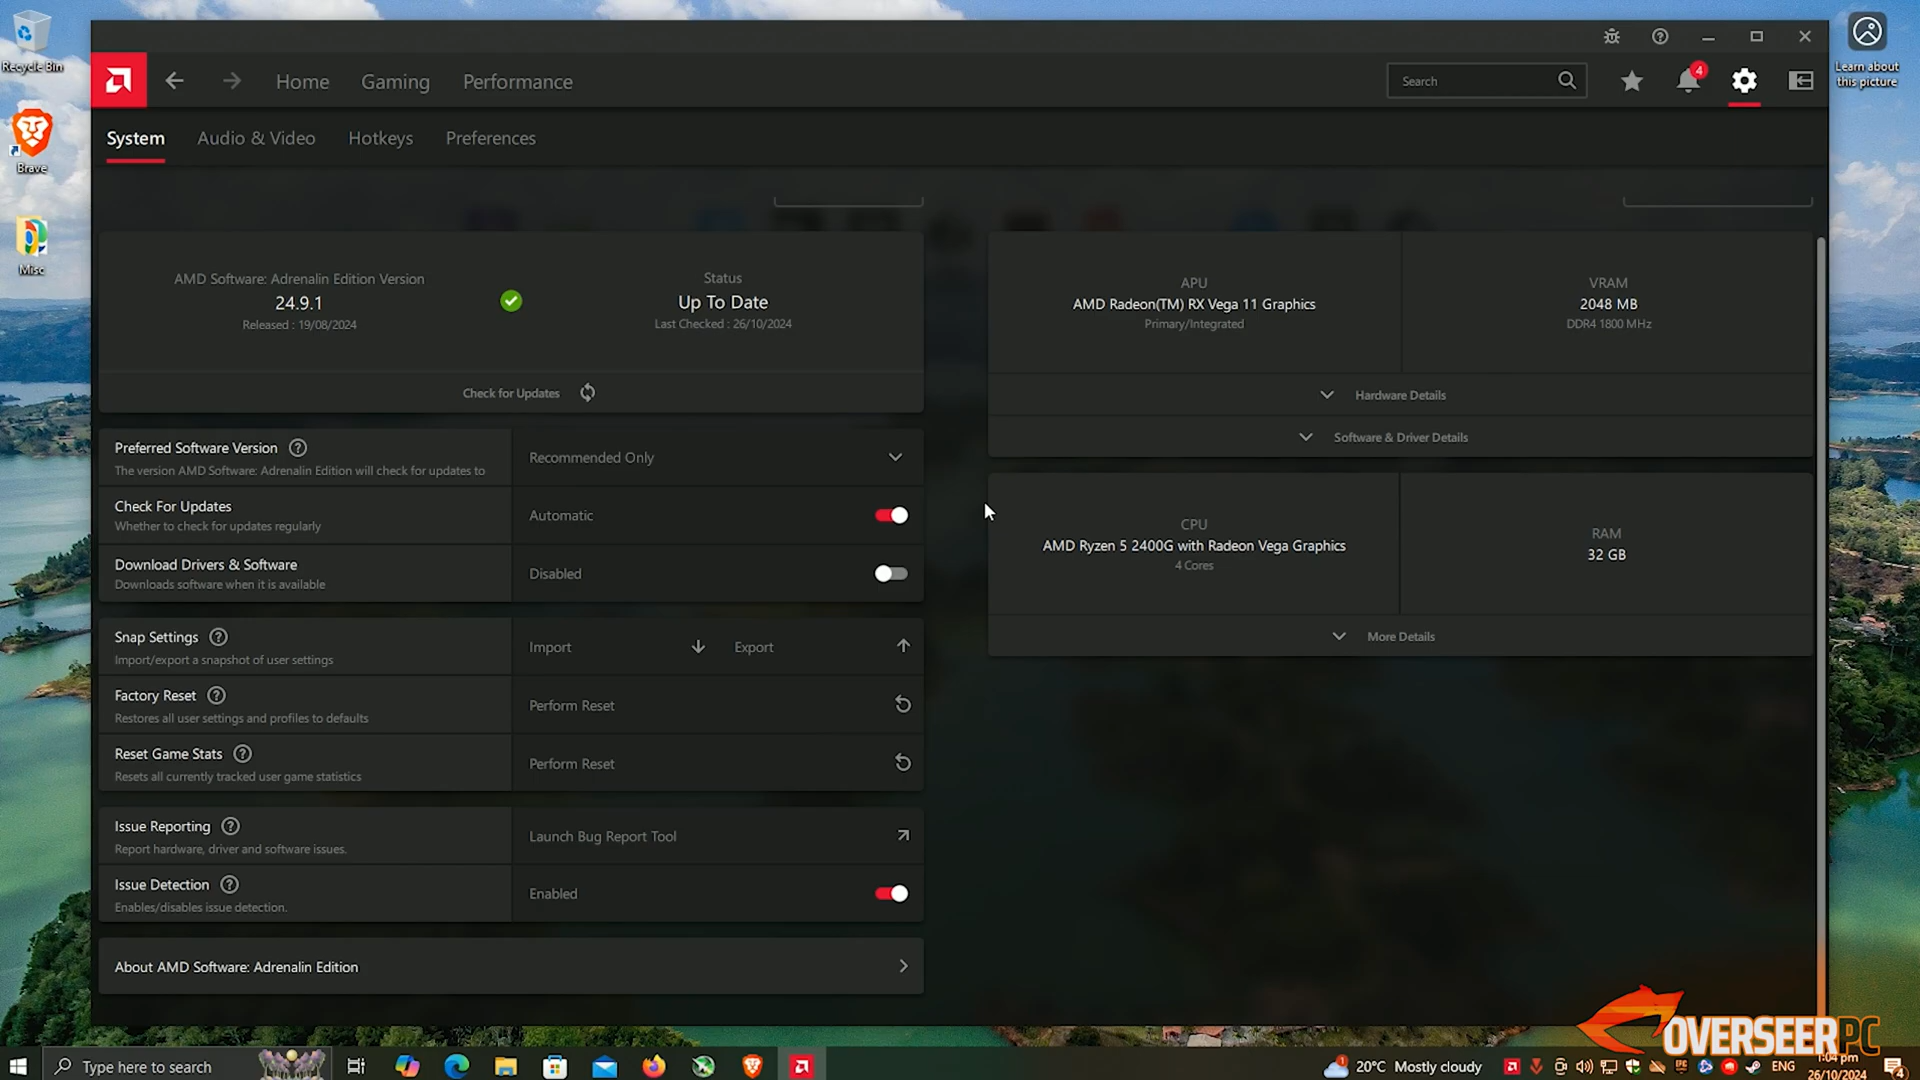 Recycle Bin
Brave
Misc
Learn about
this picture
Home
Gaming
Performance
Search
4
System
Audio & Video
Hotkeys
Preferences
AMD Software: Adrenalin Edition Version
24.9.1
Released : 19/08/2024
Status
Up To Date
Last Checked : 26/10/2024
Check for Updates
Preferred Software Version
The version AMD Software: Adrenalin Edition will check for updates to
Recommended Only
Check For Updates
Whether to check for updates regularly
Automatic
Download Drivers & Software
Downloads software when it is available
Disabled
Snap Settings
Import/export a snapshot of user settings
Import
Export
Factory Reset
Restores all user settings and profiles to defaults
Perform Reset
Reset Game Stats
Resets all currently tracked user game statistics
Perform Reset
Issue Reporting
Report hardware, driver and software issues.
Launch Bug Report Tool
Issue Detection
Enables/disables issue detection.
Enabled
About AMD Software: Adrenalin Edition
APU
AMD Radeon(TM) RX Vega 11 Graphics
Primary/Integrated
VRAM
2048 MB
DDR4 1800 MHz
Hardware Details
Software & Driver Details
CPU
AMD Ryzen 5 2400G with Radeon Vega Graphics
4 Cores
RAM
32 GB
More Details
OVERSEERPC
Type here to search
20°C Mostly cloudy
ENG
1:04 pm
26/10/2024
4